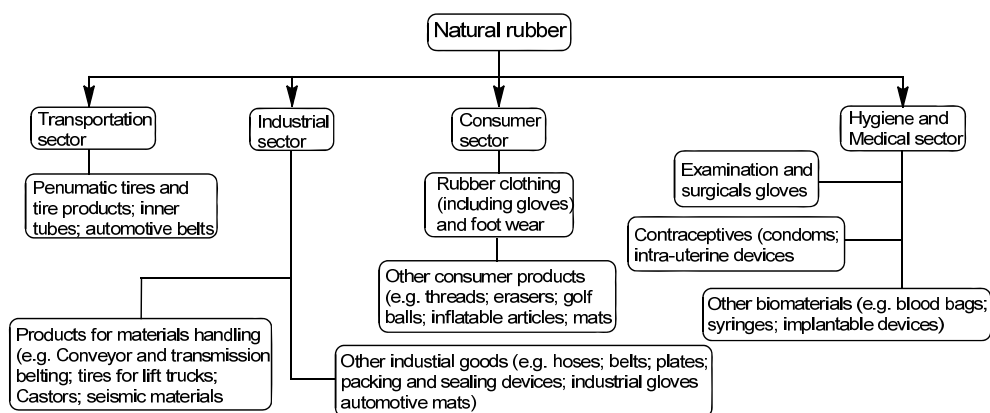 Natural rubber
Transportation
sector
Industrial
sector
Consumer
sector
Hygiene and
Medical sector
Penumatic tires and
tire products; inner
tubes; automotive belts
Rubber clothing
(including gloves)
and foot wear
Examination and
surgicals gloves
Contraceptives (condoms;
intra-uterine devices
Other consumer products
(e.g. threads; erasers; golf
balls; inflatable articles; mats
Other biomaterials (e.g. blood bags;
syringes; implantable devices)
Products for materials handling
(e.g. Conveyor and transmission
belting; tires for lift trucks;
Castors; seismic materials
Other industial goods (e.g. hoses; belts; plates;
packing and sealing devices; industrial gloves
automotive mats)